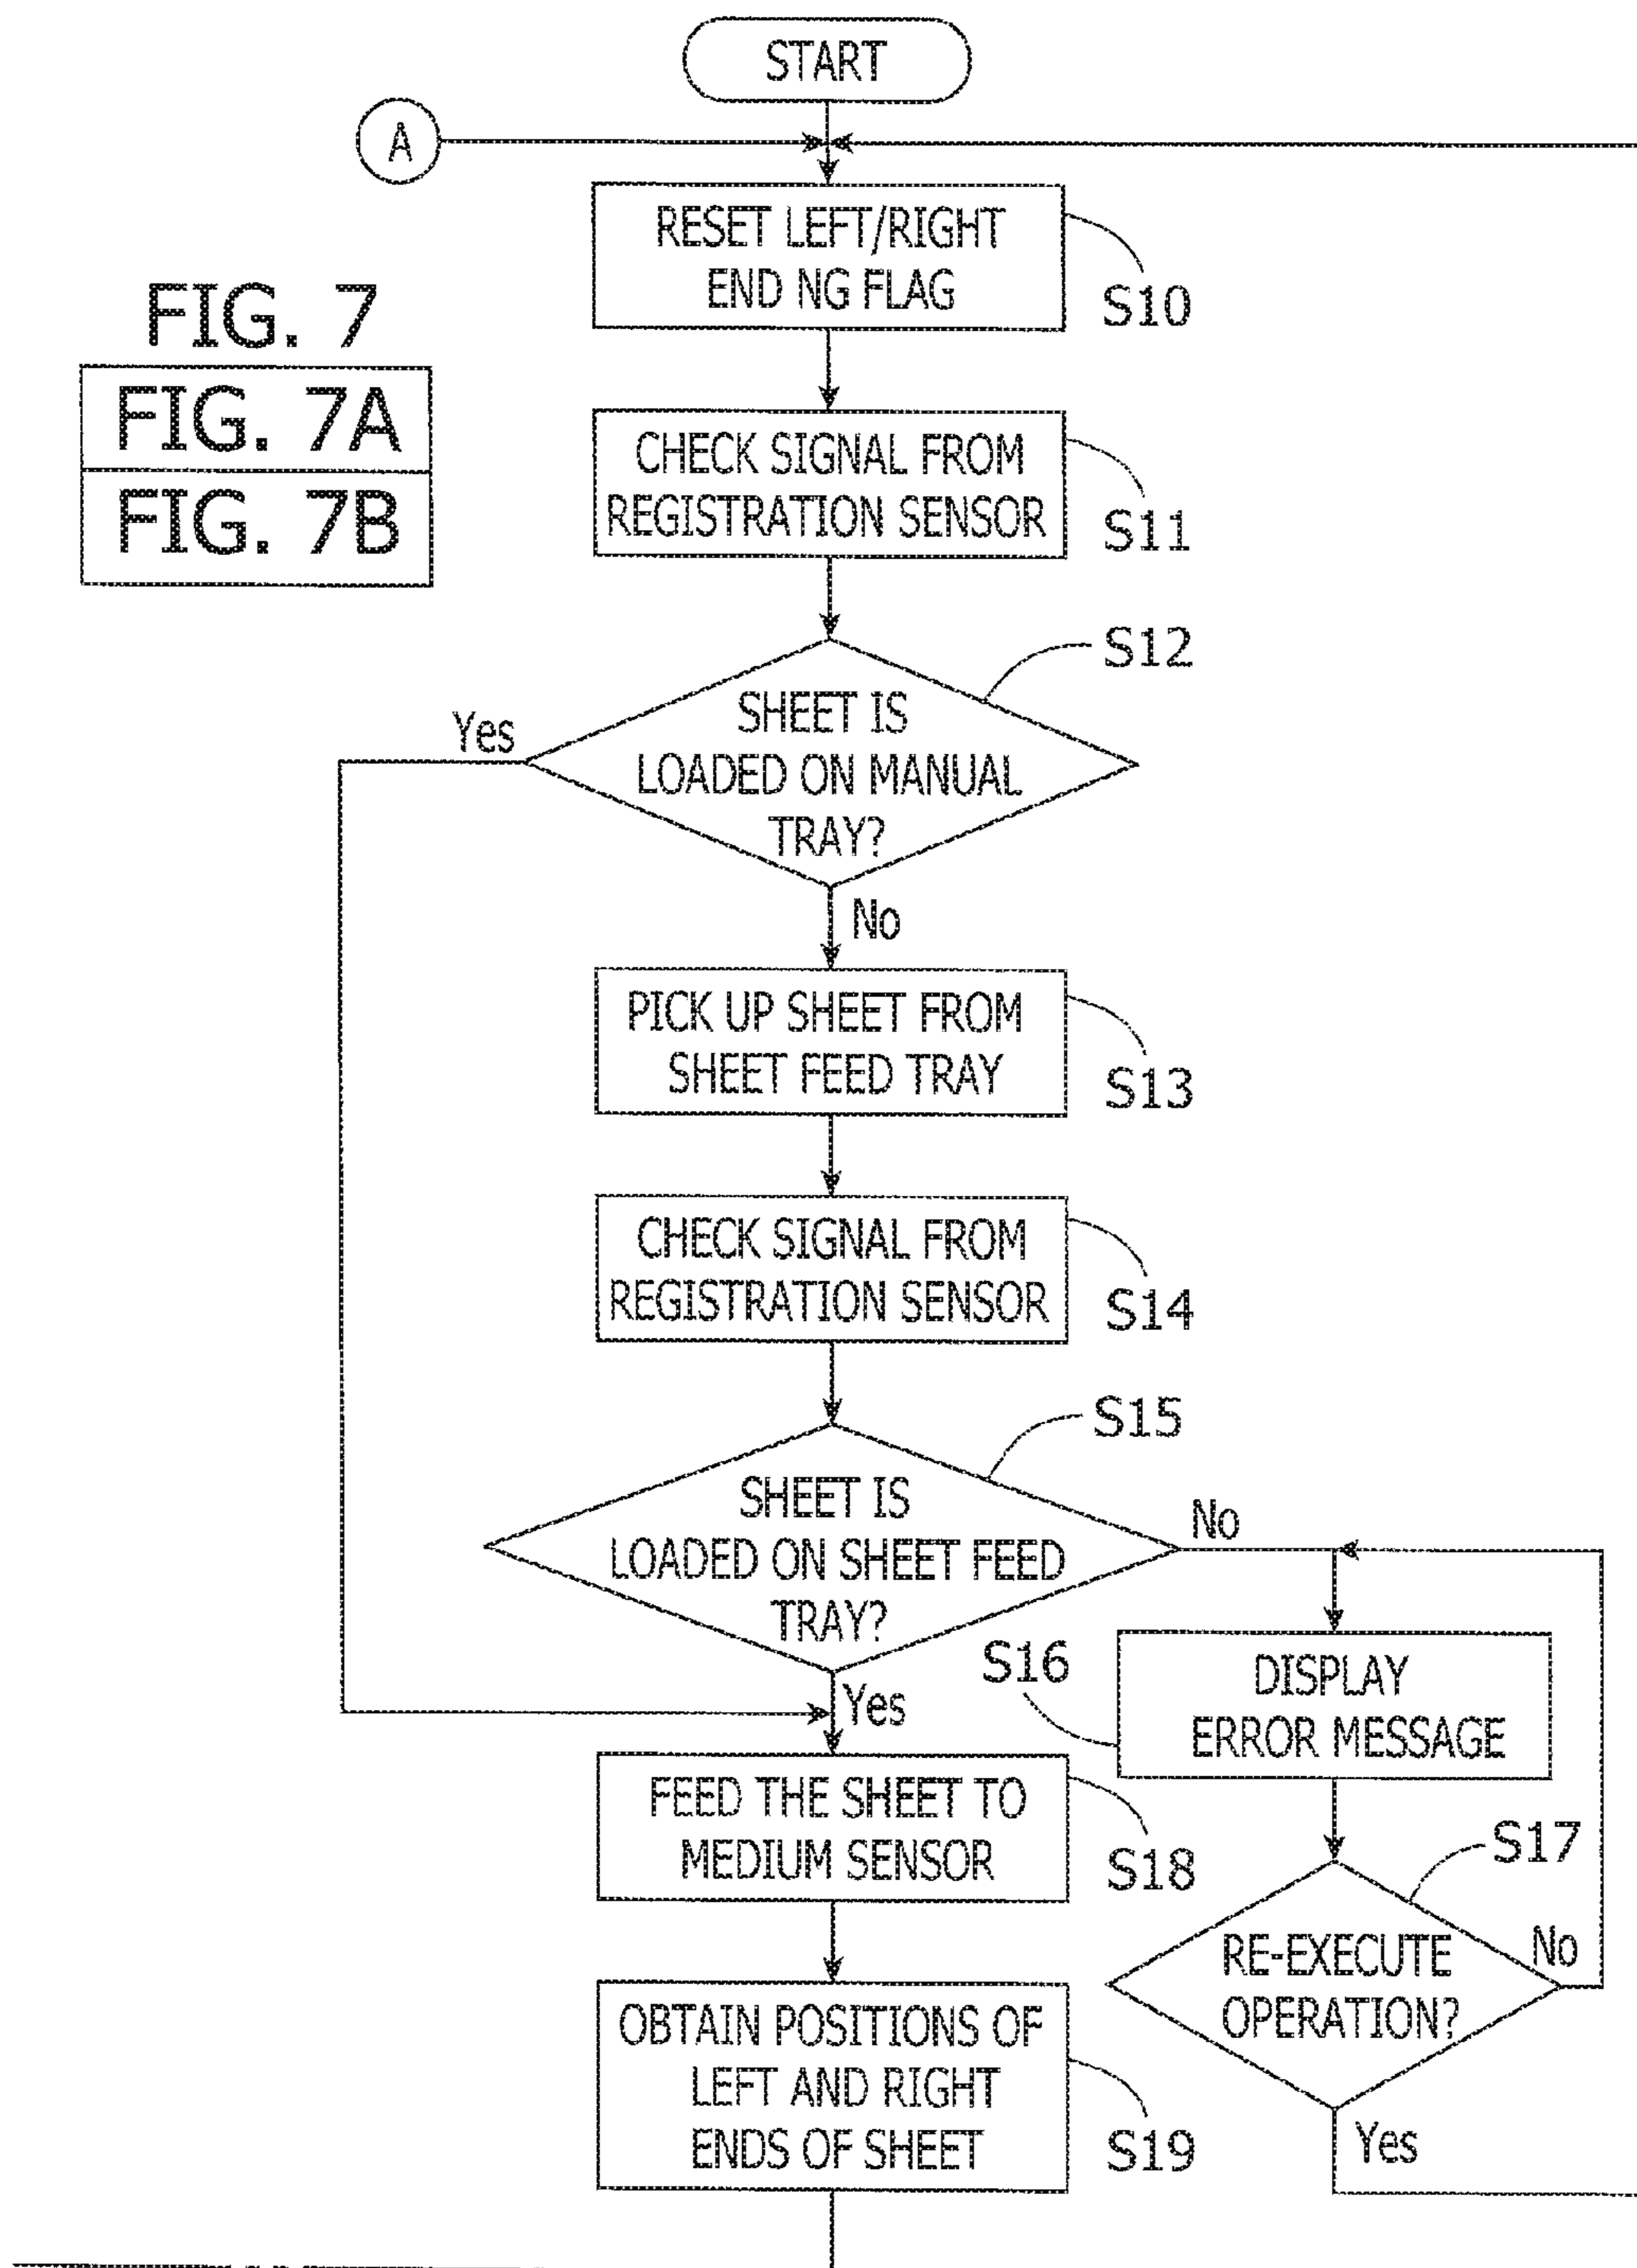 START
A
RESET LEFT/RIGHT
END NG FLAG
S10
FIG. 7
FIG. 7A
FIG. 7B
CHECK SIGNAL FROM
REGISTRATION SENSOR
S11
S12
SHEET IS
LOADED ON MANUAL
TRAY?
Yes
No
PICK UP SHEET FROM
SHEET FEED TRAY
S13
CHECK SIGNAL FROM
REGISTRATION SENSOR
S14
S15
SHEET IS
LOADED ON SHEET FEED
TRAY?
No
Yes
S16
DISPLAY
ERROR MESSAGE
FEED THE SHEET TO
MEDIUM SENSOR
S18
S17
RE-EXECUTE
OPERATION?
No
Yes
OBTAIN POSITIONS OF
LEFT AND RIGHT
ENDS OF SHEET
S19